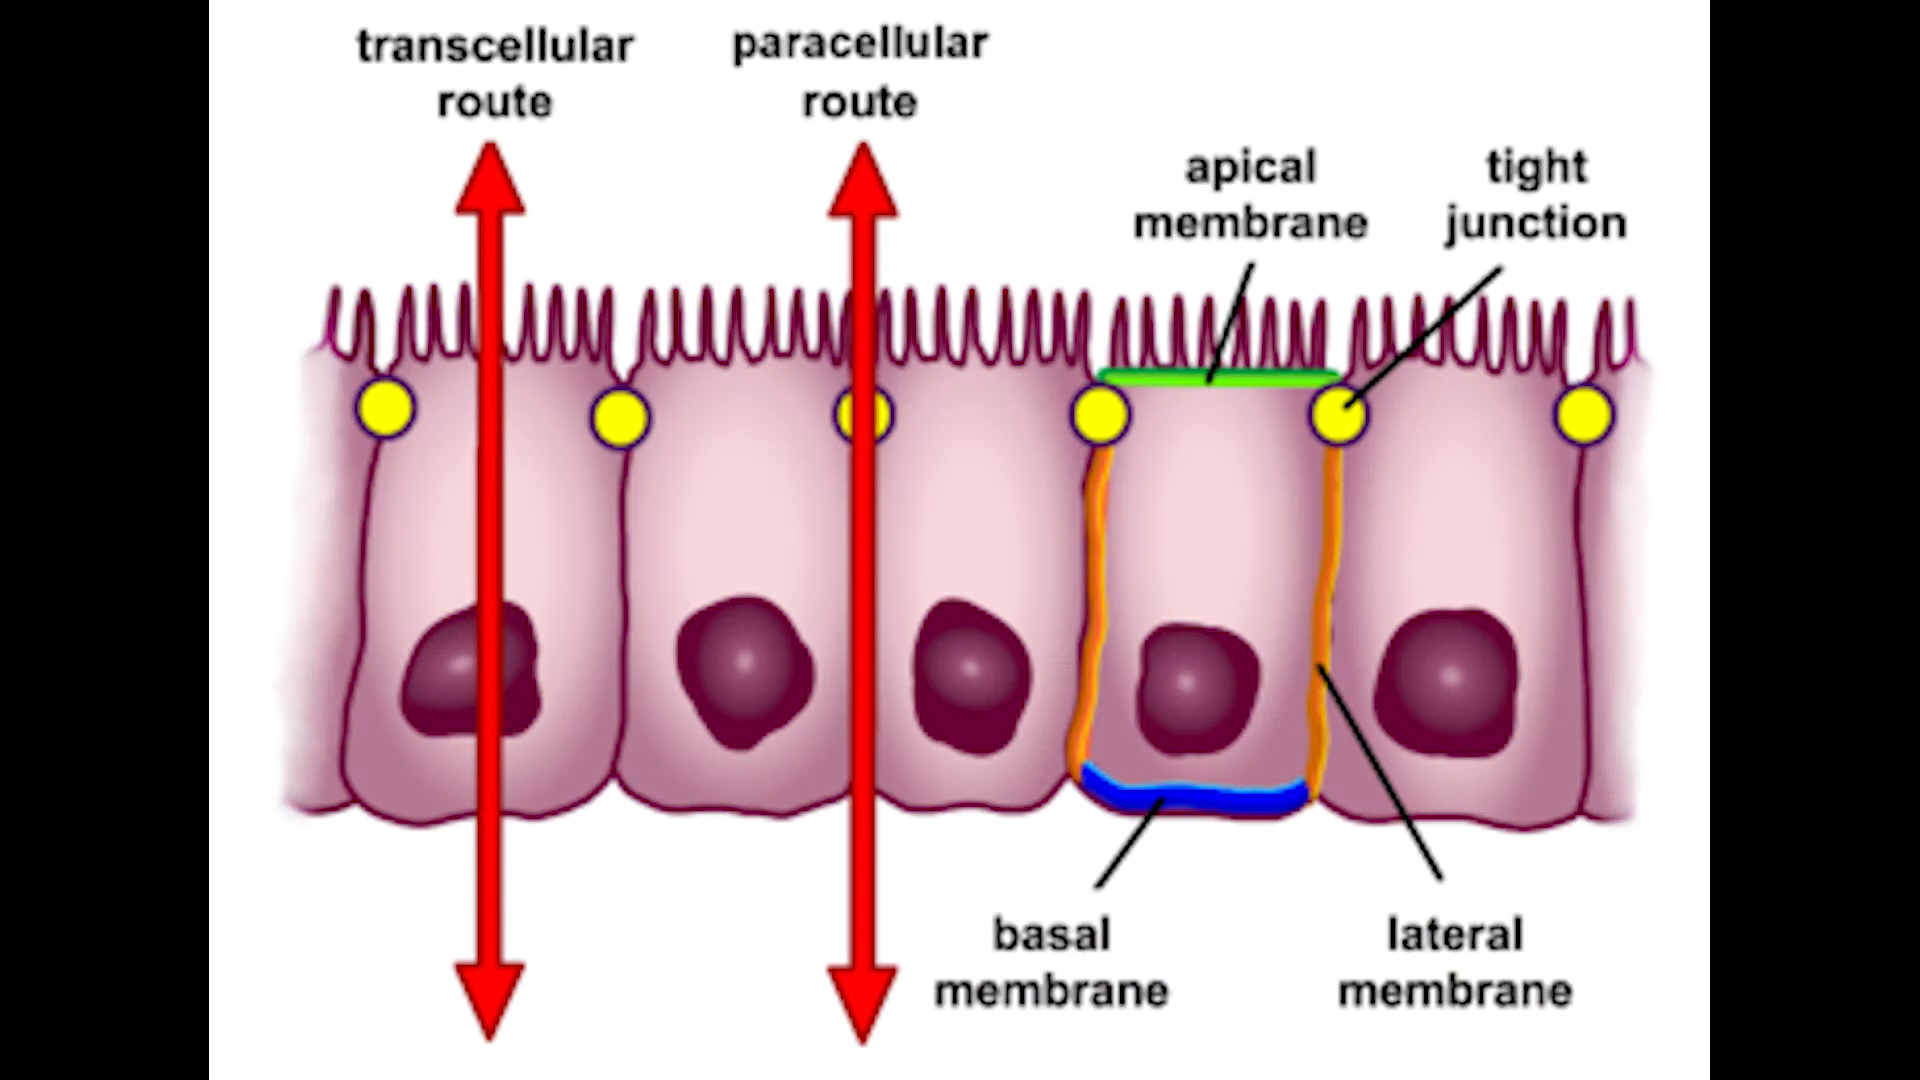 transcellular
route
paracellular
route
apical
membrane
tight
junction
basal
membrane
lateral
membrane